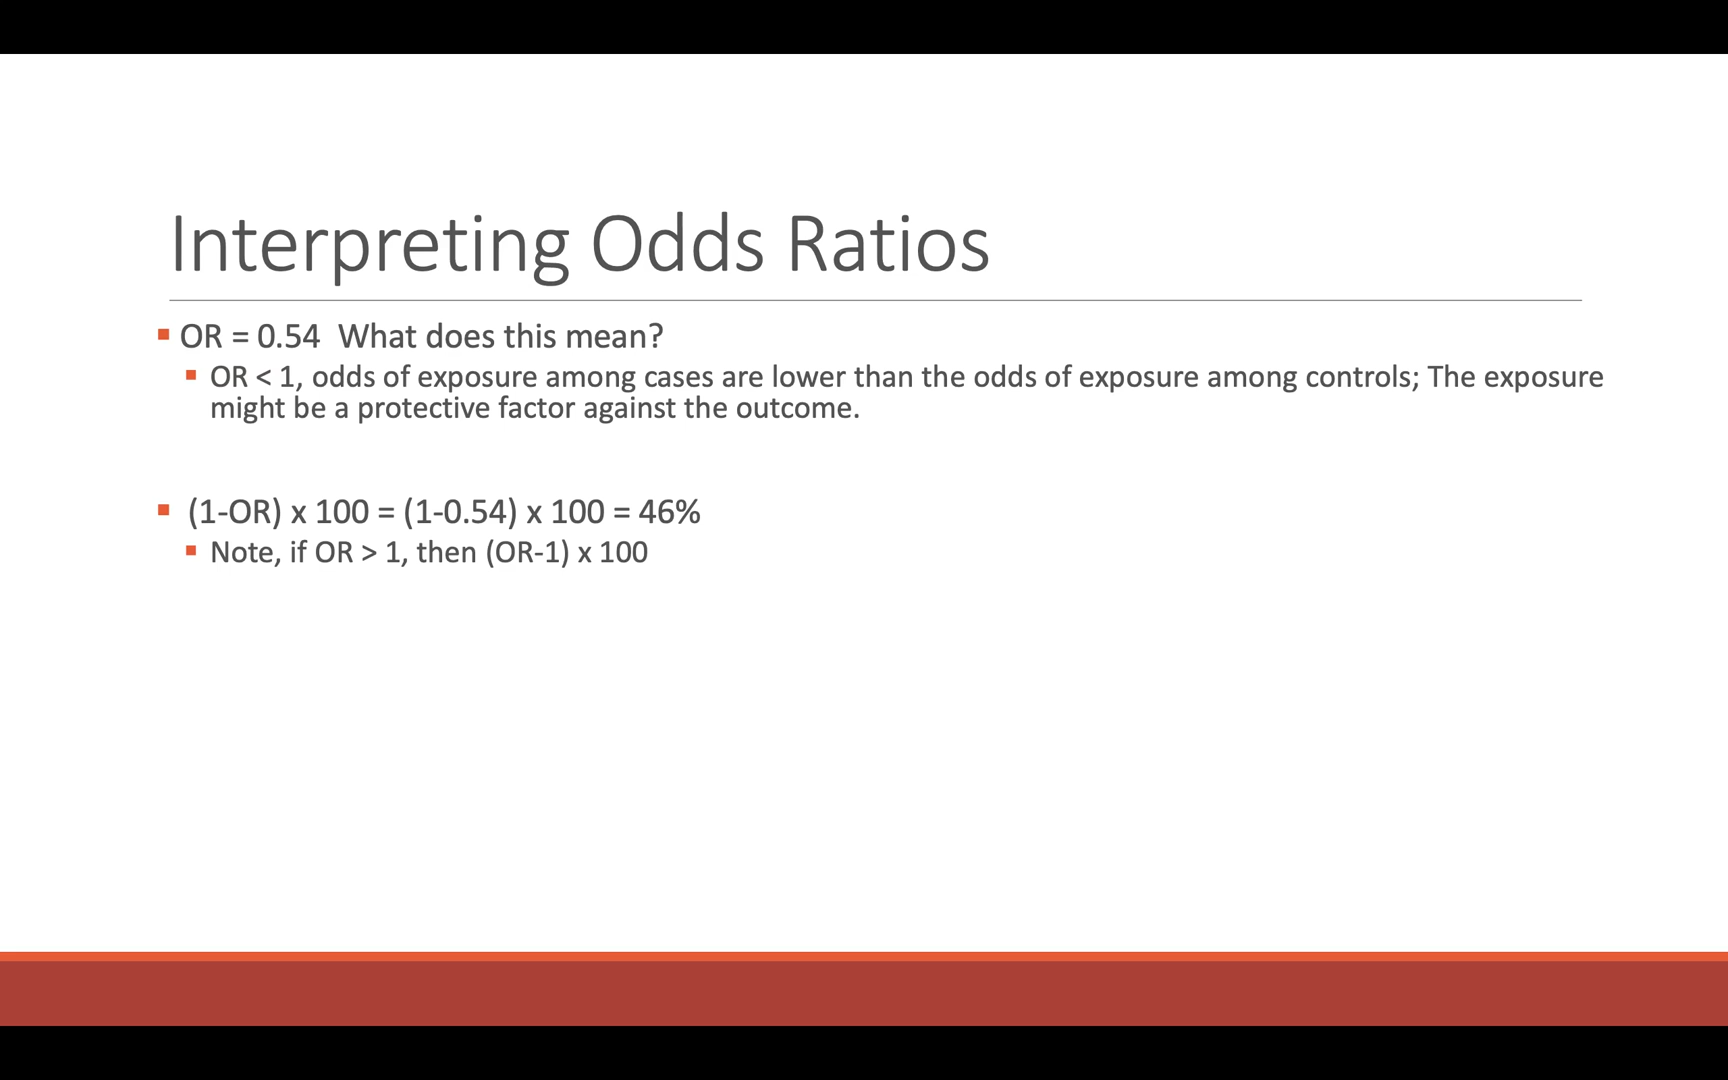 Interpreting Odds Ratios
OR = 0.54  What does this mean?
OR < 1, odds of exposure among cases are lower than the odds of exposure among controls; The exposure
might be a protective factor against the outcome.
(1-OR) x 100 = (1-0.54) x 100 = 46%
Note, if OR > 1, then (OR-1) x 100